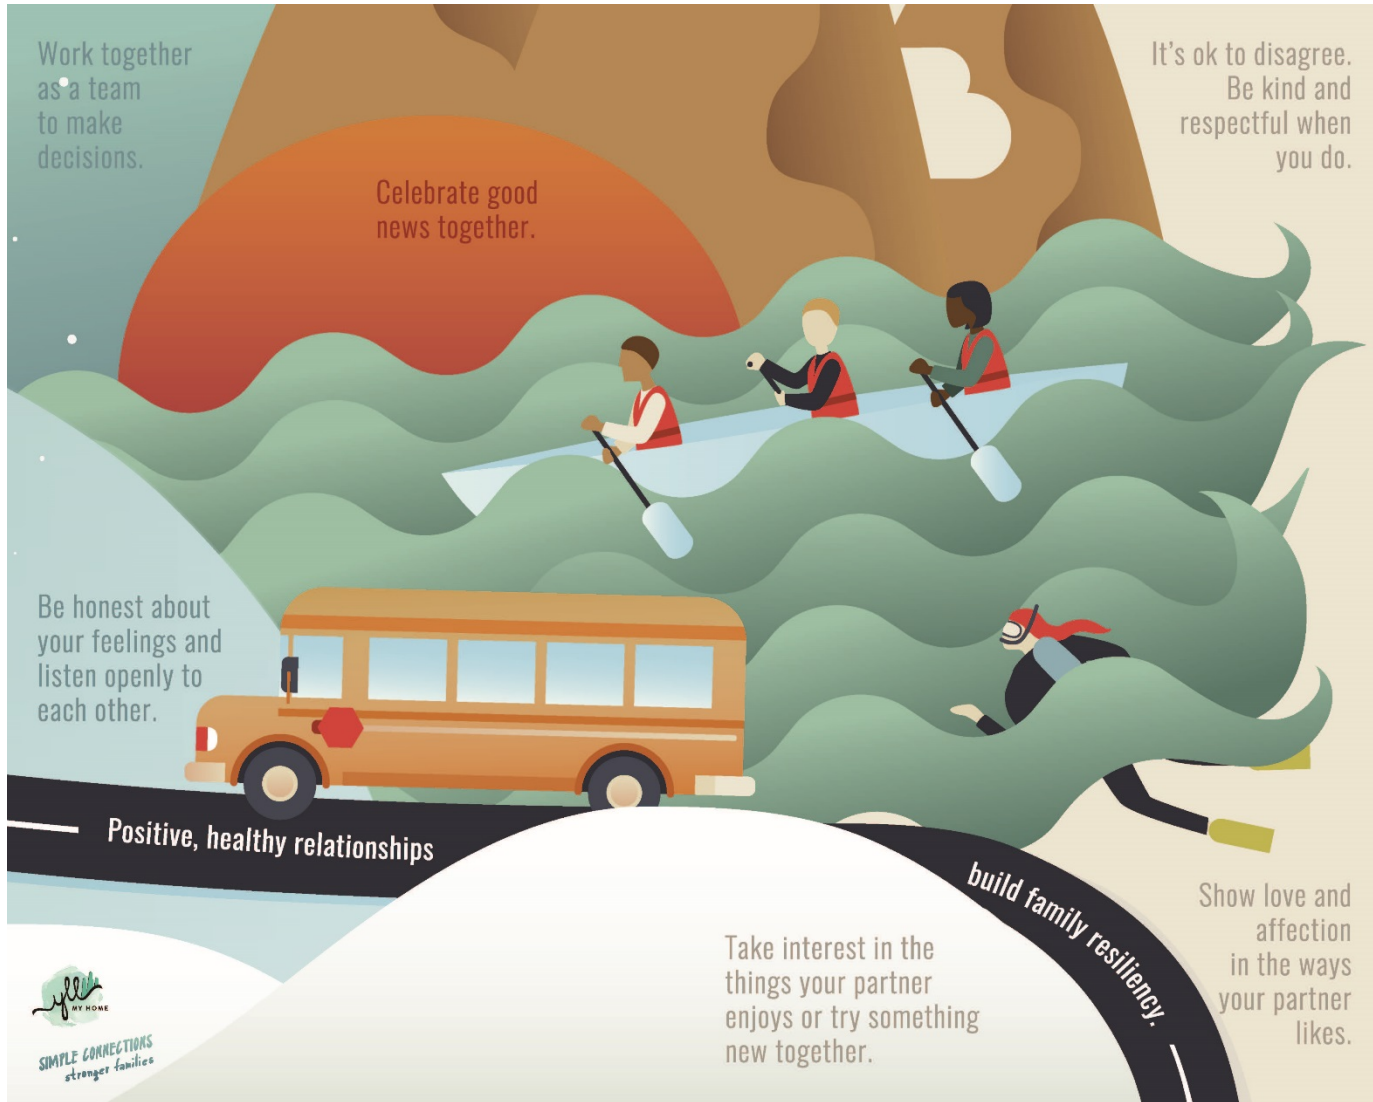 Work together
as a team
to make
decisions.
It's ok to disagree.
Be kind and
respectful when
you do.
B
Celebrate good
news together.
Be honest about
your feelings and
listen openly to
each other.
Positive, healthy relationships
build family resiliency.
Take interest in the
things your partner
enjoys or try something
new together.
Show love and
affection
in the ways
your partner
likes.
yll
MY HOME
SIMPLE CONNECTIONS
stronger families